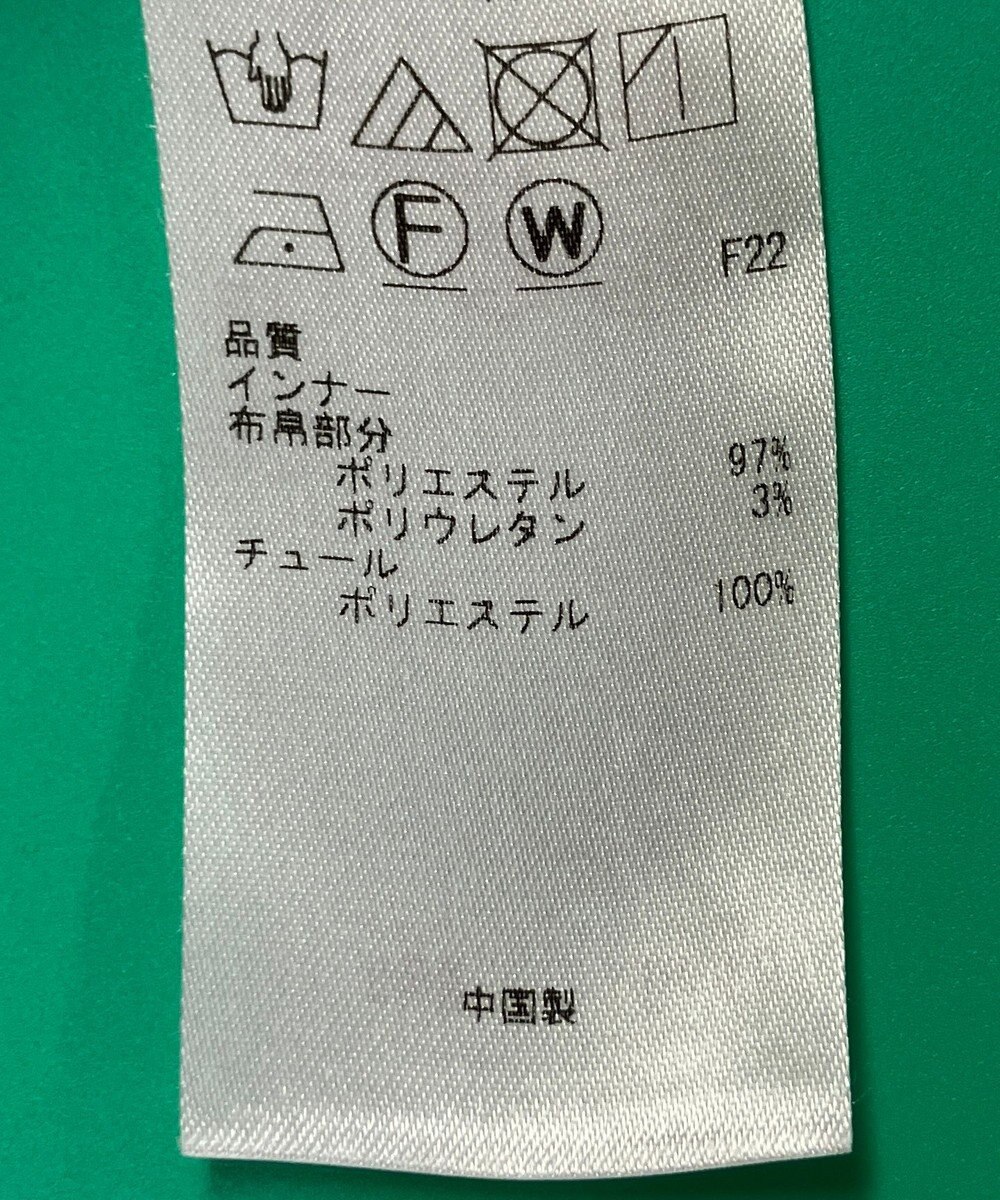 F W F22
品質
インナー
布帛部分
ポリエステル 97%
ポリウレタン 3%
チュール
ポリエステル 100%
中国製